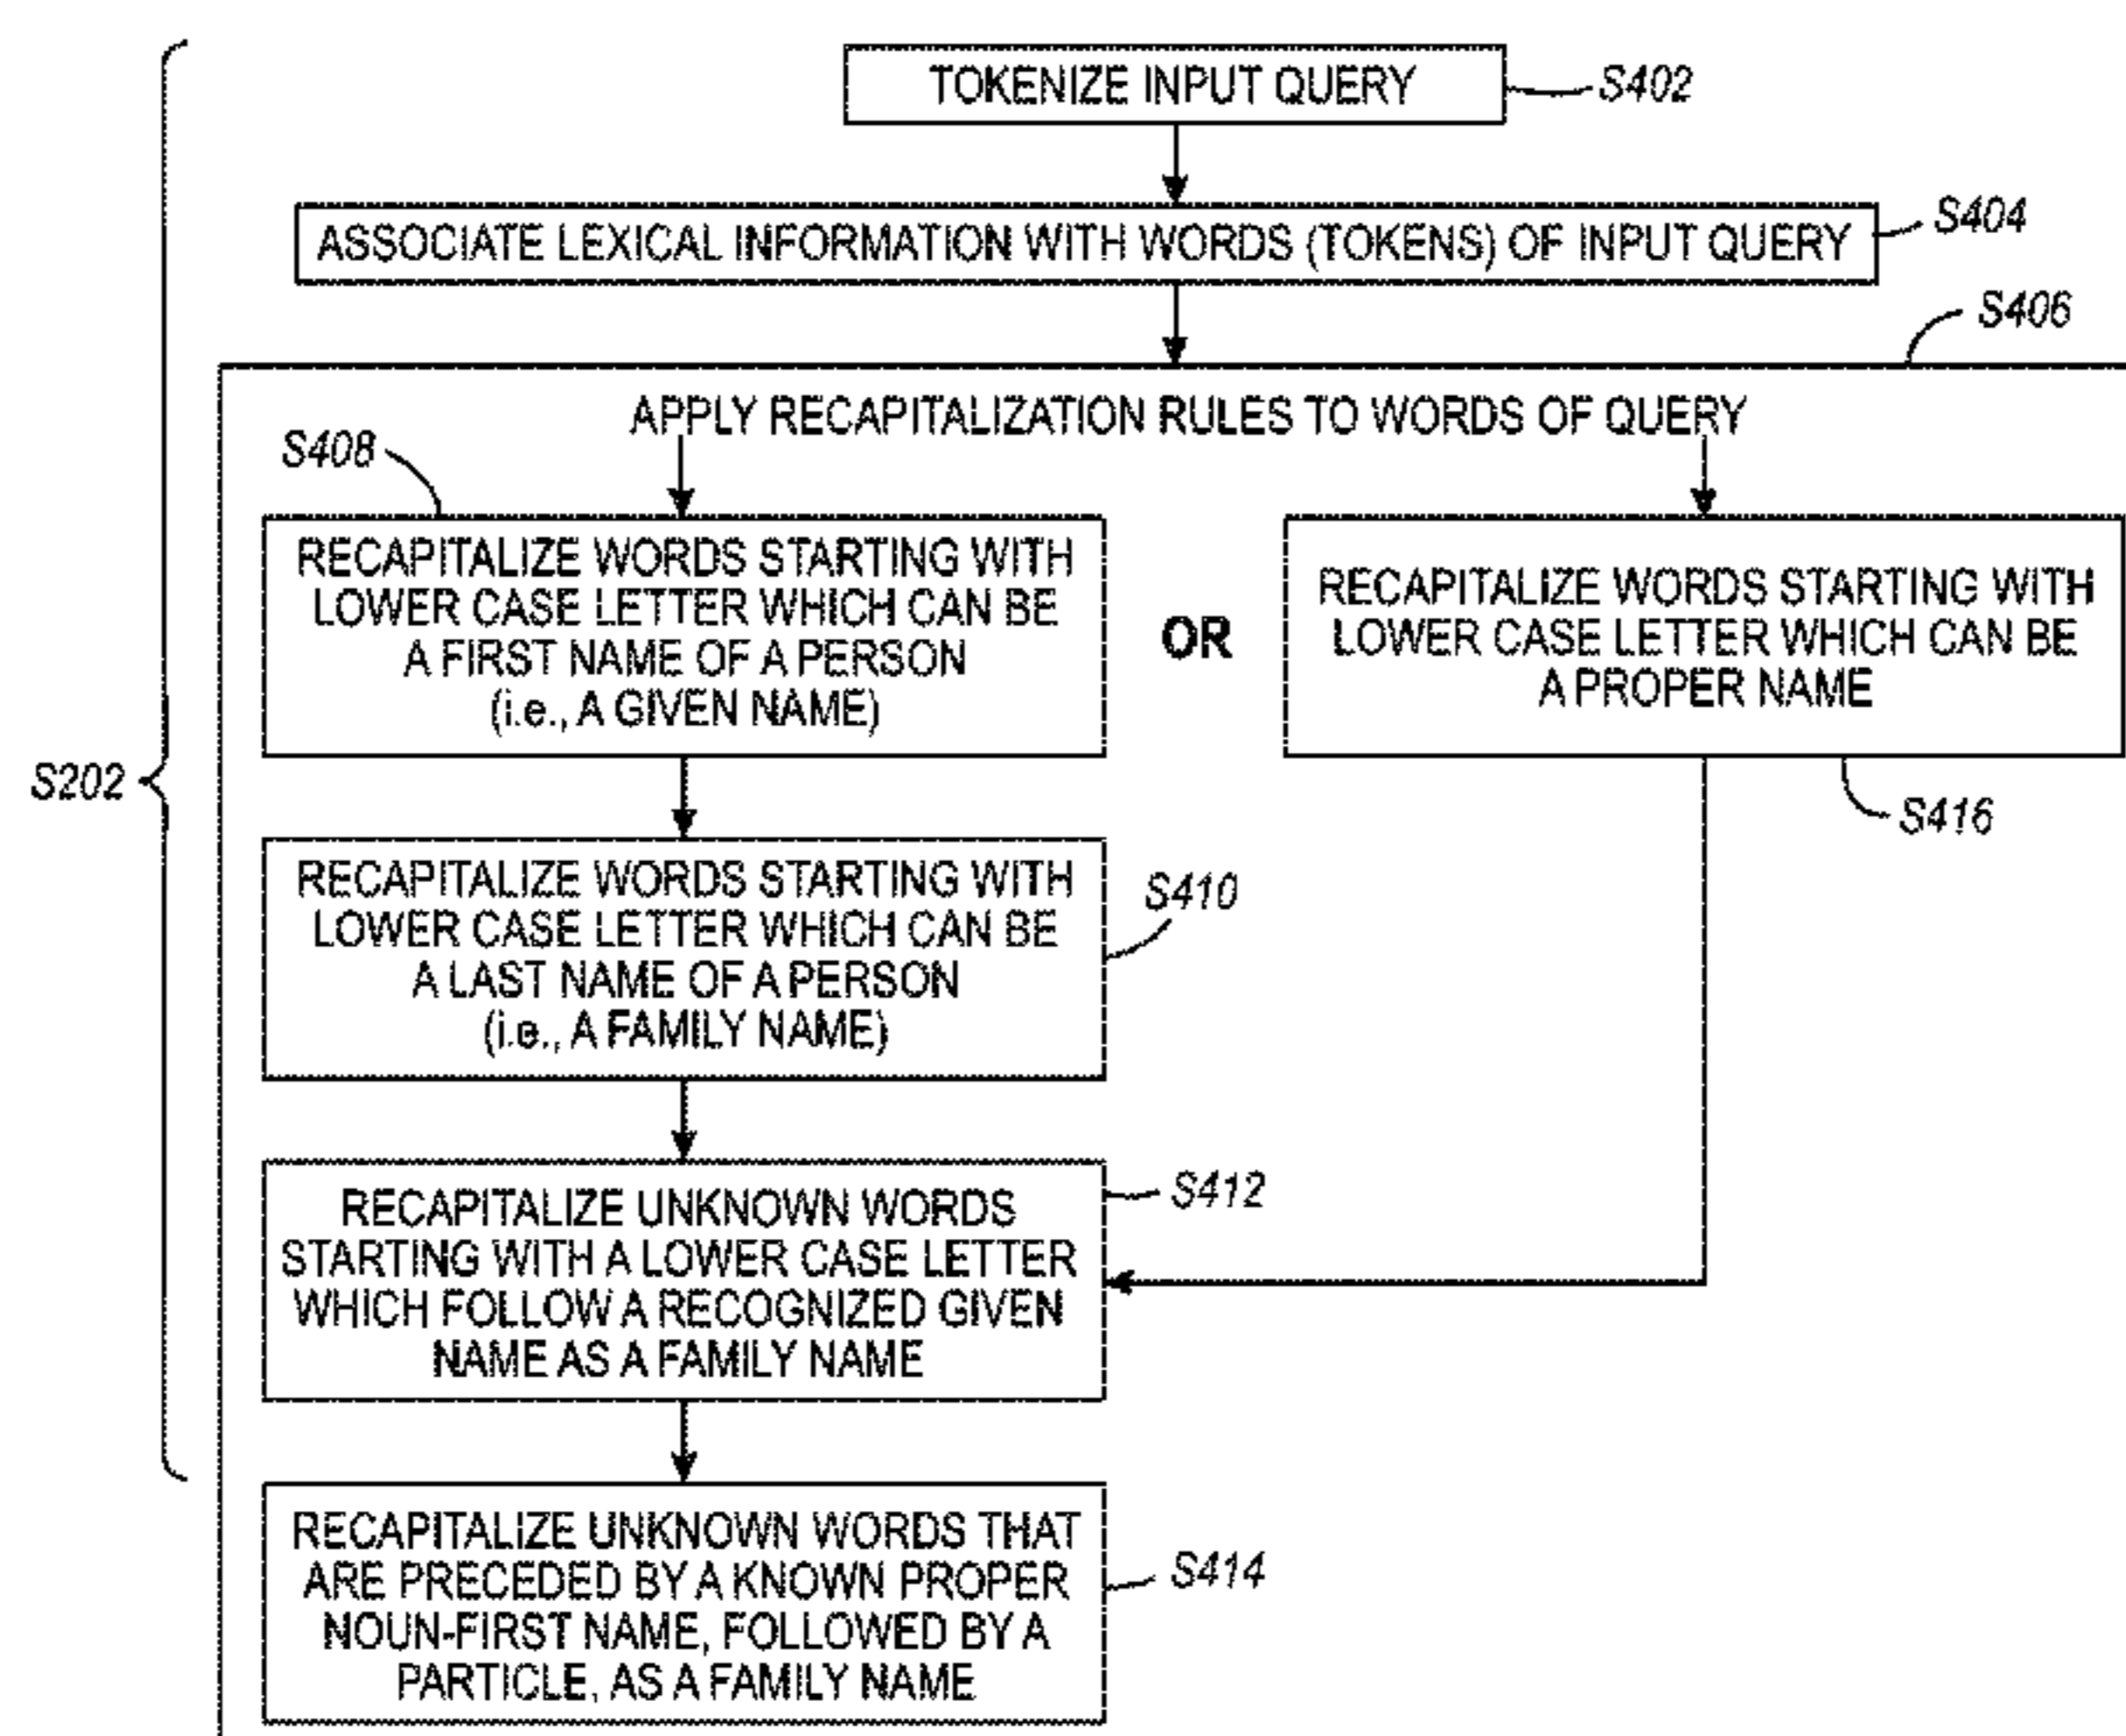 TOKENIZE INPUT QUERY
S402
ASSOCIATE LEXICAL INFORMATION WITH WORDS (TOKENS) OF INPUT QUERY
S404
S406
APPLY RECAPITALIZATION RULES TO WORDS OF QUERY
S408
RECAPITALIZE WORDS STARTING WITH
LOWER CASE LETTER WHICH CAN BE
A FIRST NAME OF A PERSON
(i.e., A GIVEN NAME)
OR
RECAPITALIZE WORDS STARTING WITH
LOWER CASE LETTER WHICH CAN BE
A PROPER NAME
S416
S202
RECAPITALIZE WORDS STARTING WITH
LOWER CASE LETTER WHICH CAN BE
A LAST NAME OF A PERSON
(i.e., A FAMILY NAME)
S410
RECAPITALIZE UNKNOWN WORDS
STARTING WITH A LOWER CASE LETTER
WHICH FOLLOW A RECOGNIZED GIVEN
NAME AS A FAMILY NAME
S412
RECAPITALIZE UNKNOWN WORDS THAT
ARE PRECEDED BY A KNOWN PROPER
NOUN-FIRST NAME, FOLLOWED BY A
PARTICLE, AS A FAMILY NAME
S414